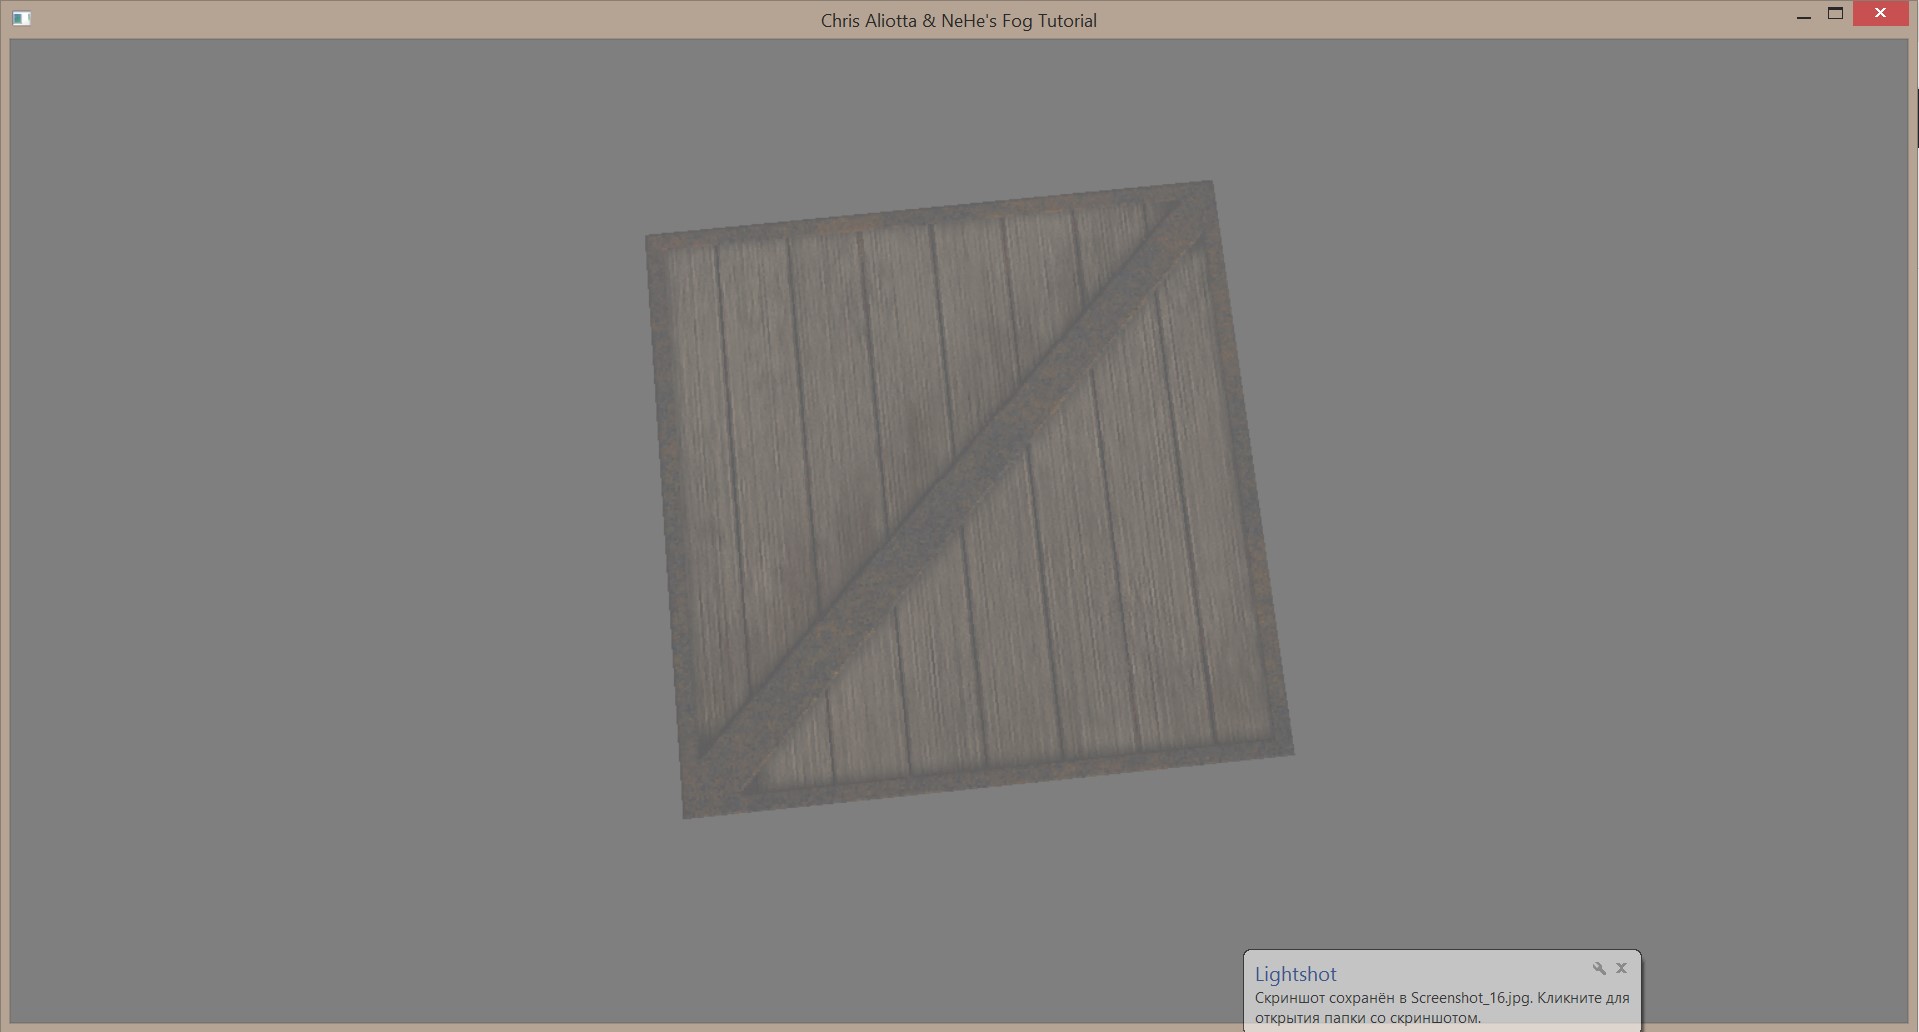 Chris Aliotta & NeHe's Fog Tutorial
Lightshot
Скриншот сохранён в Screenshot_16.jpg. Кликните для
открытия папки со скриншотом.